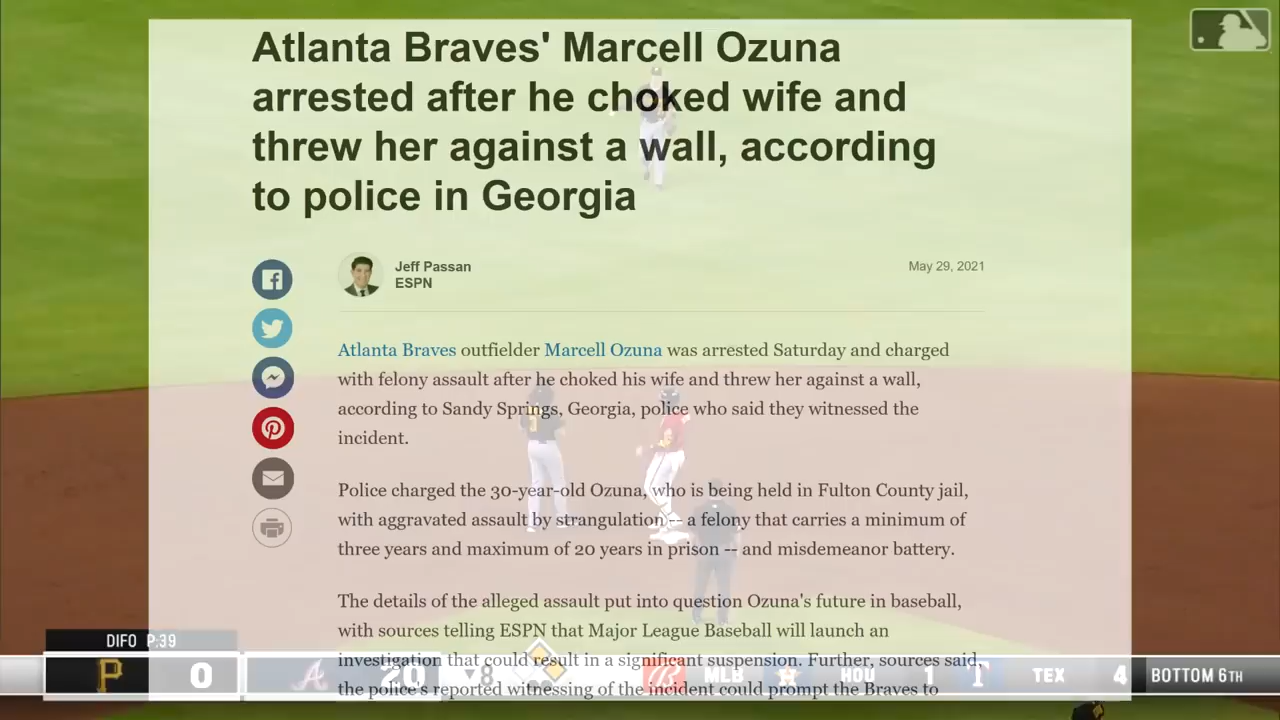 Atlanta Braves' Marcell Ozuna
arrested after he choked wife and
threw her against a wall, according
to police in Georgia
Jeff Passan
ESPN
May 29, 2021
Atlanta Braves outfielder Marcell Ozuna was arrested Saturday and charged
with felony assault after he choked his wife and threw her against a wall,
according to Sandy Springs, Georgia, police who said they witnessed the
incident.
Police charged the 30-year-old Ozuna, who is being held in Fulton County jail,
with aggravated assault by strangulation -- a felony that carries a minimum of
three years and maximum of 20 years in prison -- and misdemeanor battery.
The details of the alleged assault put into question Ozuna's future in baseball,
with sources telling ESPN that Major League Baseball will launch an
investigation that could result in a significant suspension. Further, sources said,
the police's reported witnessing of the incident could prompt the Braves to
DIFO P:39
P 0 A 20 ▼8 MLB HOU 1 T TEX 4 BOTTOM 6TH